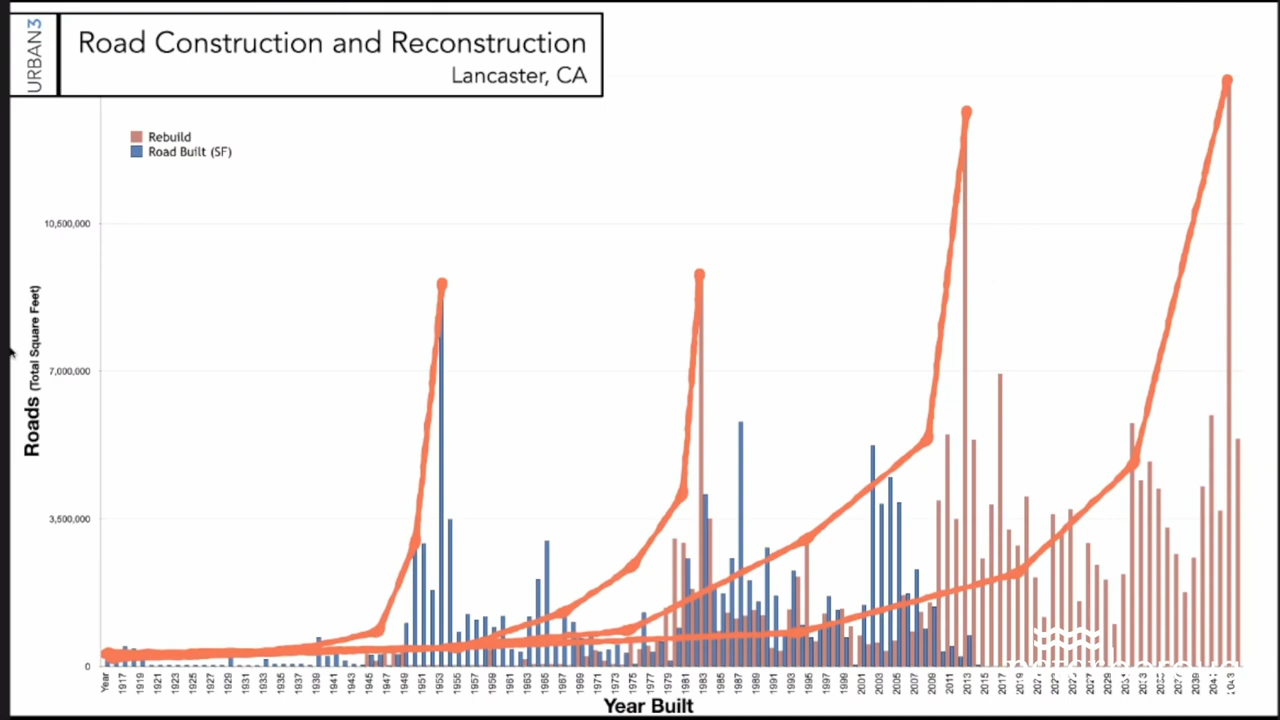 URBAN3
Road Construction and Reconstruction
Lancaster, CA
Rebuild
Road Built (SF)
10,500,000
7,000,000
3,500,000
0
Roads (Total Square Feet)
Year 1917 1919 1921 1923 1925 1927 1929 1931 1933 1935 1937 1939 1941 1943 1945 1947 1949 1951 1953 1955 1957 1959 1961 1963 1965 1967 1969 1971 1973 1975 1977 1979 1981 1983 1985 1987 1989 1991 1993 1995 1997 1999 2001 2003 2005 2007 2009 2011 2013 2015 2017 2019 2029 2039
Year Built